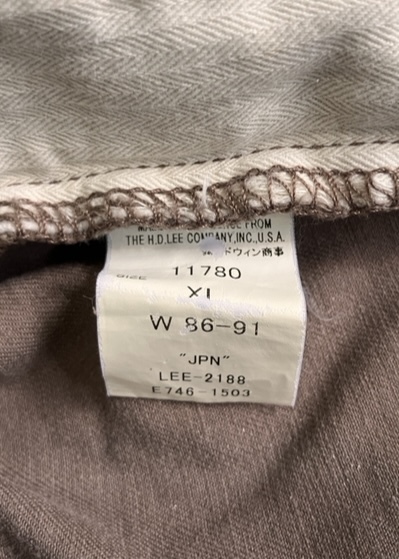 FROM
THE H.D.LEE COMPANY,INC.,U.S.A.
ドウィン商事
11780
XL
W 86-91
"JPN"
LEE-2188
E746-1503